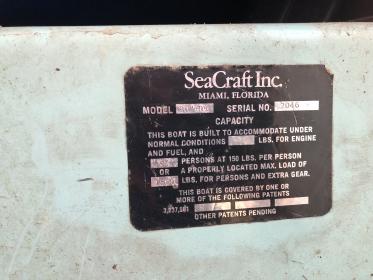 SeaCraft Inc.
MIAMI, FLORIDA
MODEL SERIAL NO. 2046
CAPACITY
THIS BOAT IS BUILT TO ACCOMMODATE UNDER
NORMAL CONDITIONS LBS. FOR ENGINE
AND FUEL, AND
PERSONS AT 150 LBS. PER PERSON
OR A PROPERLY LOCATED MAX. LOAD OF
LBS. FOR PERSONS AND EXTRA GEAR.
THIS BOAT IS COVERED BY ONE OR
MORE OF THE FOLLOWING PATENTS
OTHER PATENTS PENDING